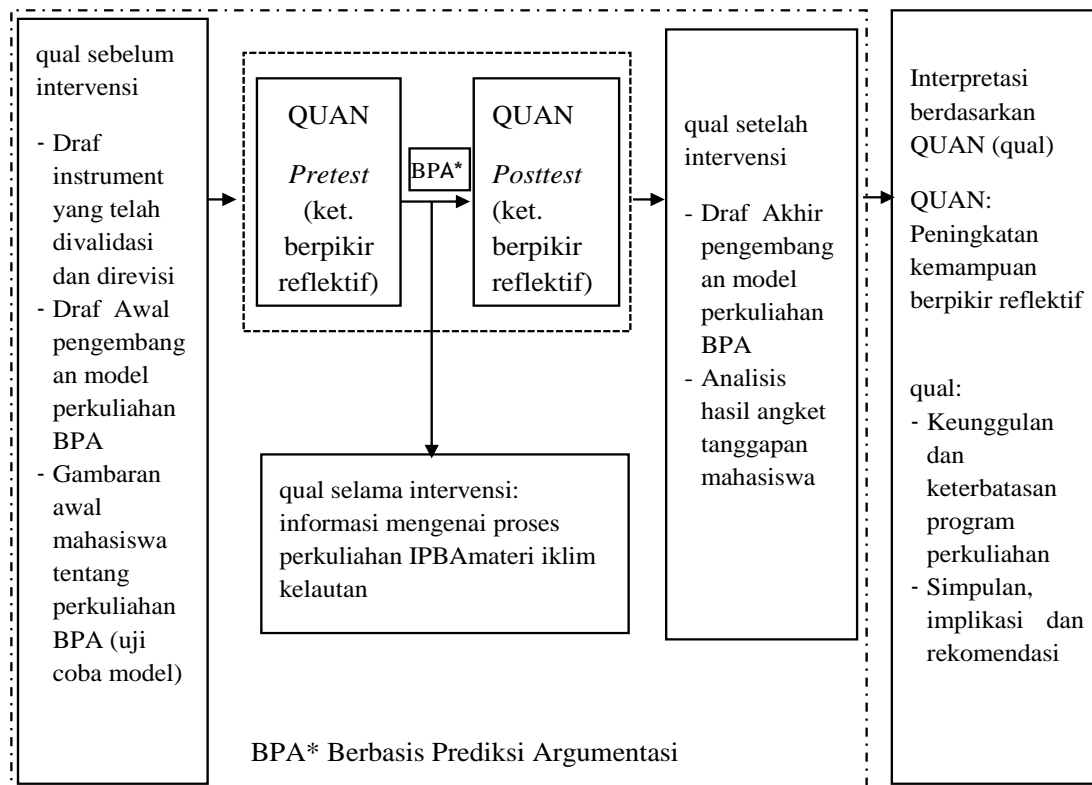 qual sebelum
intervensi
- Draf
instrument
yang telah
divalidasi
dan direvisi
- Draf Awal
pengembang
an model
perkuliahan
BPA
- Gambaran
awal
mahasiswa
tentang
perkuliahan
BPA (uji
coba model)
QUAN
Pretest
(ket.
berpikir
reflektif)
BPA*
QUAN
Posttest
(ket.
berpikir
reflektif)
qual selama intervensi:
informasi mengenai proses
perkuliahan IPBAmateri iklim
kelautan
qual setelah
intervensi
- Draf Akhir
pengembang
an model
perkuliahan
BPA
- Analisis
hasil angket
tanggapan
mahasiswa
Interpretasi
berdasarkan
QUAN (qual)
QUAN:
Peningkatan
kemampuan
berpikir reflektif
qual:
- Keunggulan
dan
keterbatasan
program
perkuliahan
- Simpulan,
implikasi dan
rekomendasi
BPA* Berbasis Prediksi Argumentasi